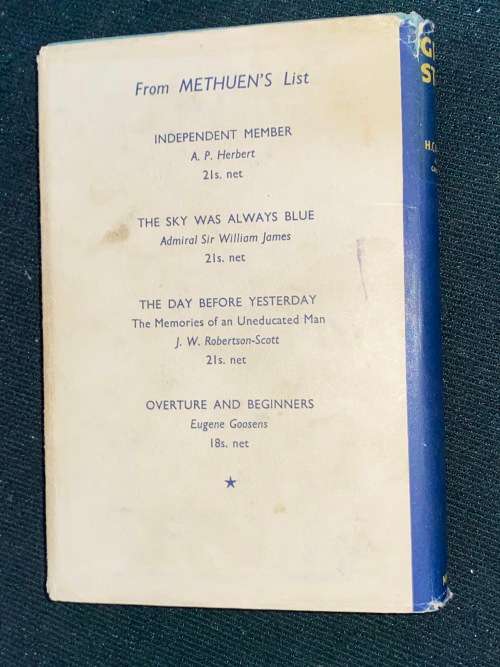 From METHUEN'S List
INDEPENDENT MEMBER
A. P. Herbert
21s. net
THE SKY WAS ALWAYS BLUE
Admiral Sir William James
21s. net
THE DAY BEFORE YESTERDAY
The Memories of an Uneducated Man
J. W. Robertson-Scott
21s. net
OVERTURE AND BEGINNERS
Eugene Goosens
18s. net